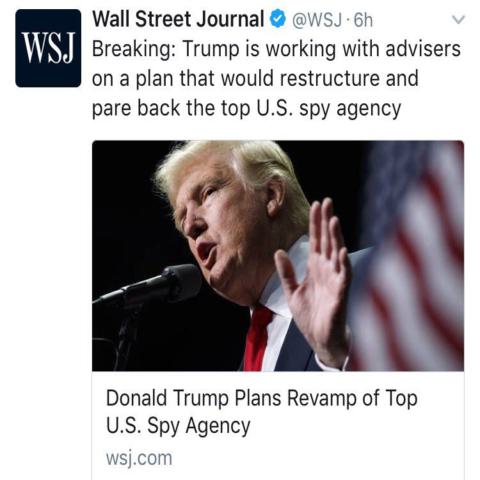 WSJ
Wall Street Journal @WSJ · 6h
Breaking: Trump is working with advisers
on a plan that would restructure and
pare back the top U.S. spy agency
Donald Trump Plans Revamp of Top
U.S. Spy Agency
wsj.com